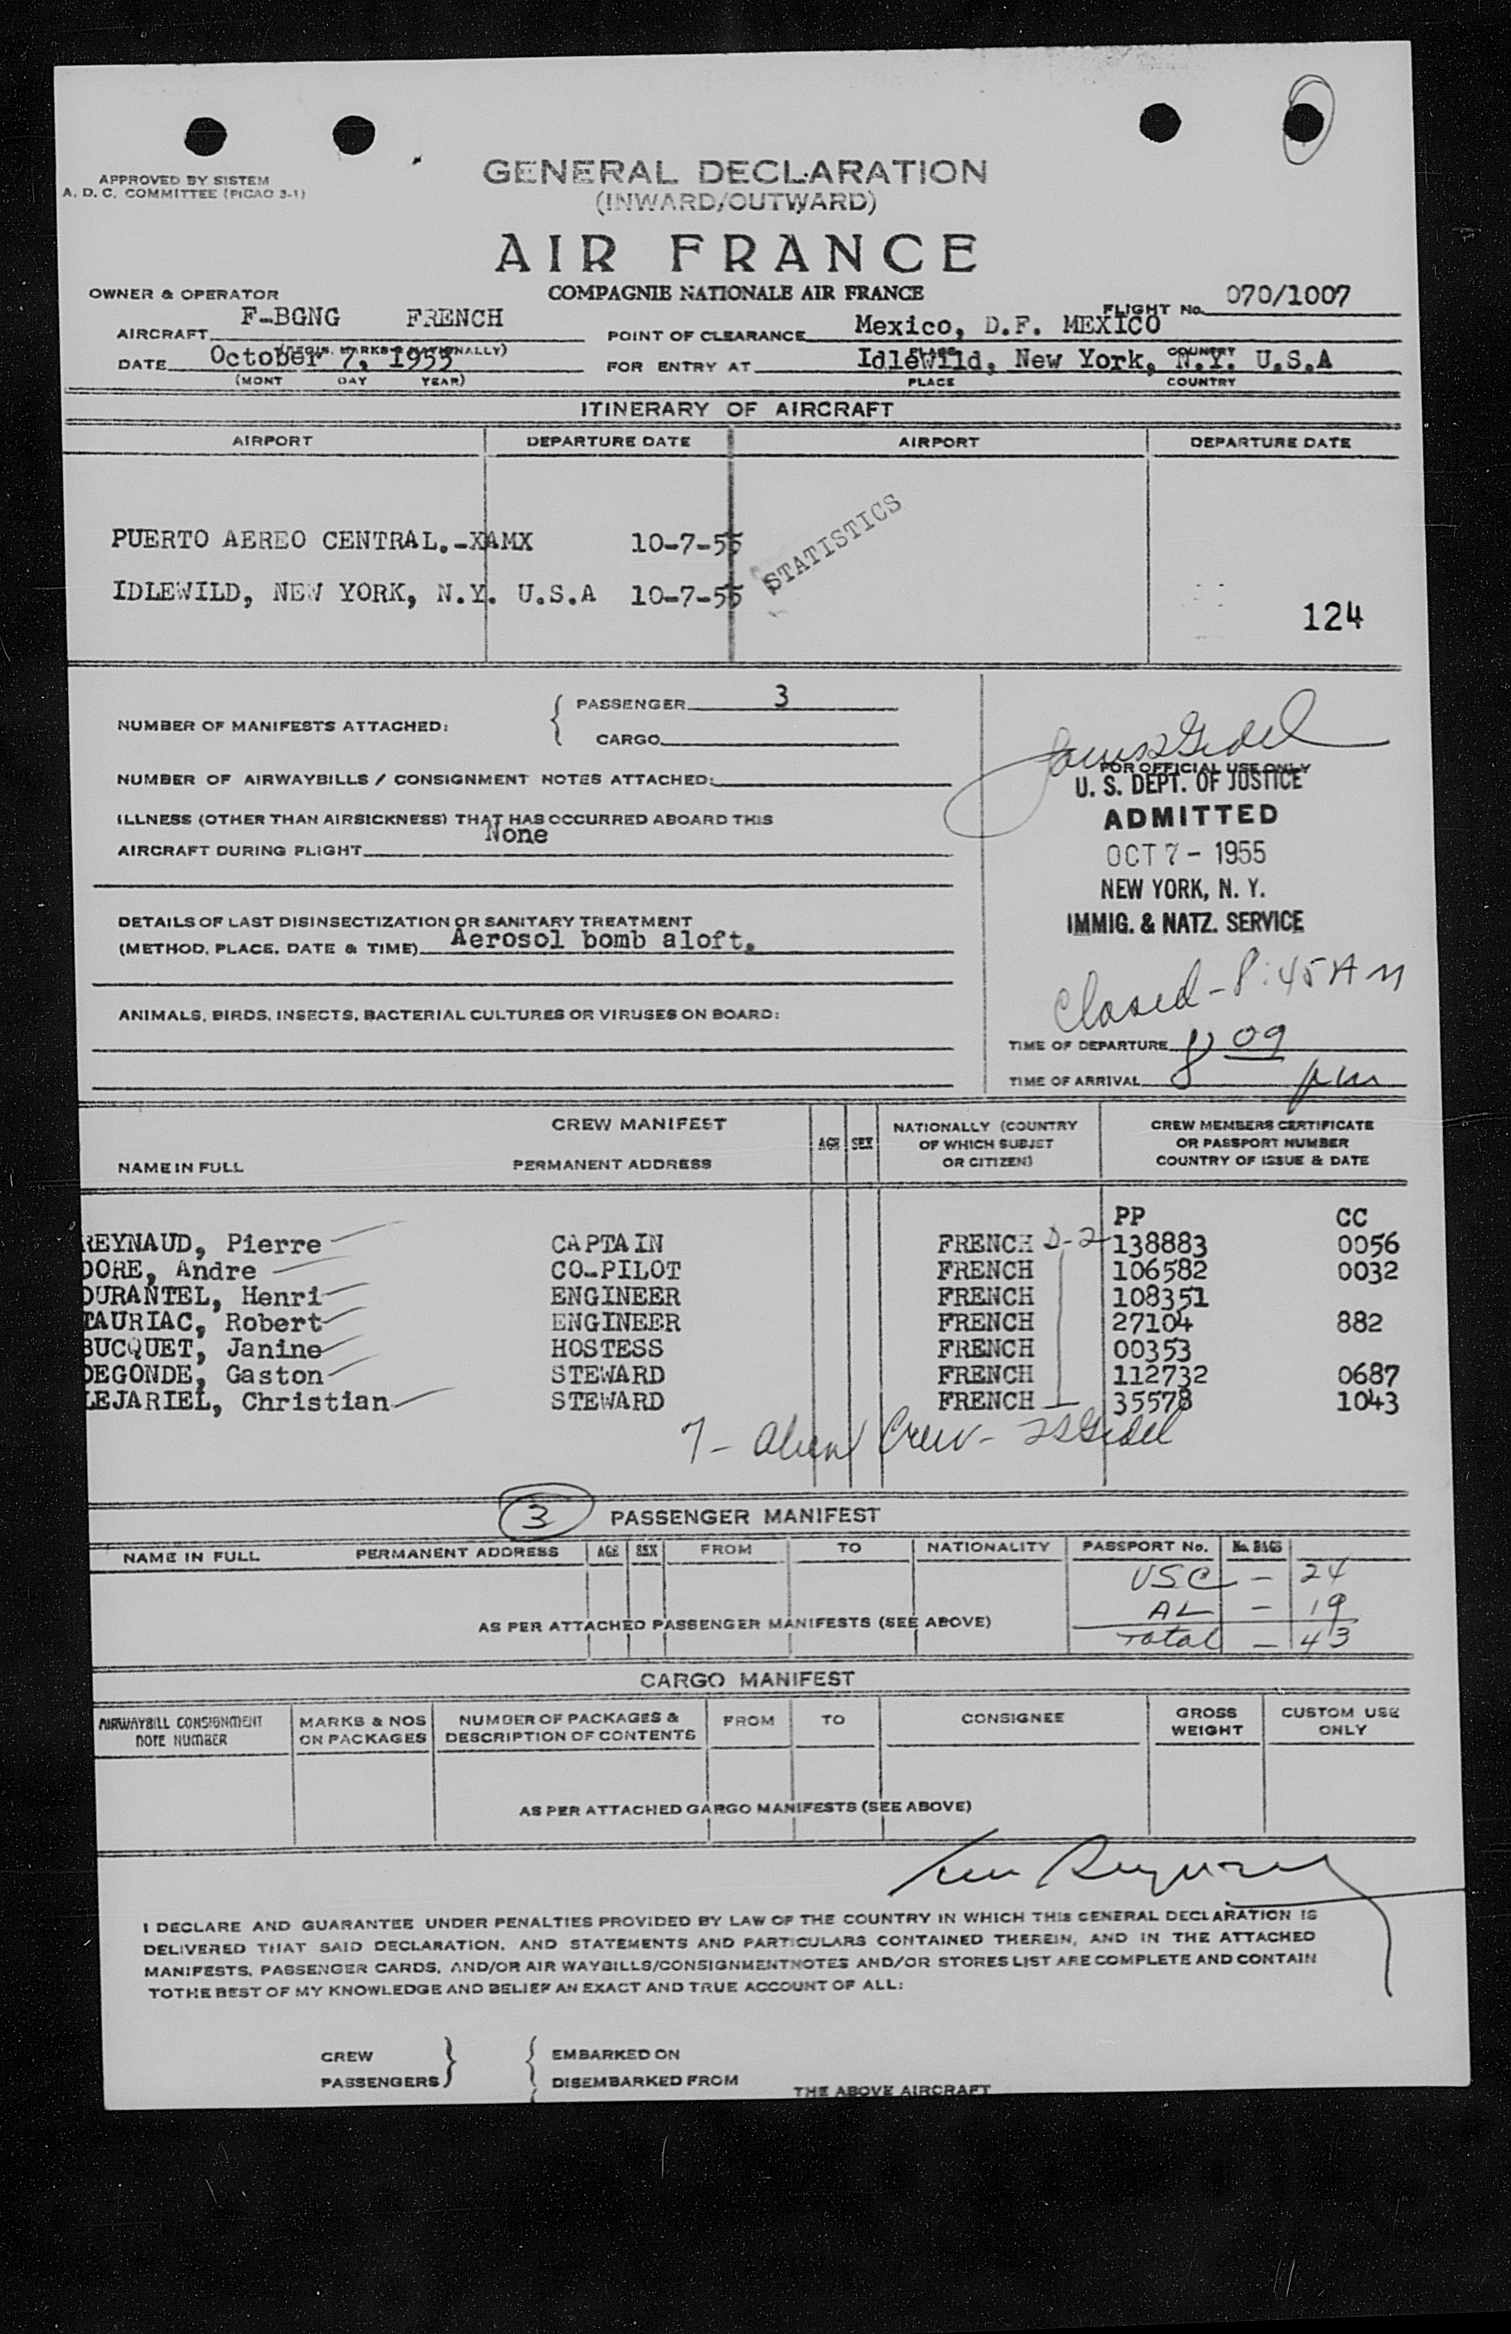 APPROVED BY SISTEM
A. D. C. COMMITTEE (PICAO 3-1)
GENERAL DECLARATION
(INWARD/OUTWARD)
AIR FRANCE
COMPAGNIE NATIONALE AIR FRANCE
OWNER & OPERATOR
FLIGHT No. 070/1007
AIRCRAFT F-BGNG FRENCH
(REGIS. MARKS & NATIONALLY)
POINT OF CLEARANCE Mexico, D.F. MEXICO
PLACE COUNTRY
DATE October 7, 1955
(MONT DAY YEAR)
FOR ENTRY AT Idlewild, New York, N.Y. U.S.A
PLACE COUNTRY
ITINERARY OF AIRCRAFT
AIRPORT DEPARTURE DATE AIRPORT DEPARTURE DATE
PUERTO AEREO CENTRAL.-XAMX 10-7-55
STATISTICS
IDLEWILD, NEW YORK, N.Y. U.S.A 10-7-55
124
NUMBER OF MANIFESTS ATTACHED:
PASSENGER 3
CARGO
NUMBER OF AIRWAYBILLS / CONSIGNMENT NOTES ATTACHED:
ILLNESS (OTHER THAN AIRSICKNESS) THAT HAS OCCURRED ABOARD THIS
AIRCRAFT DURING FLIGHT None
DETAILS OF LAST DISINSECTIZATION OR SANITARY TREATMENT
(METHOD, PLACE, DATE & TIME) Aerosol bomb aloft.
ANIMALS, BIRDS, INSECTS, BACTERIAL CULTURES OR VIRUSES ON BOARD:
FOR OFFICIAL USE ONLY
U. S. DEPT. OF JUSTICE
ADMITTED
OCT 7 - 1955
NEW YORK, N. Y.
IMMIG. & NATZ. SERVICE
Closed - 8:45 AM
TIME OF DEPARTURE 8 09
TIME OF ARRIVAL pm
CREW MANIFEST
NAME IN FULL PERMANENT ADDRESS AGE SEX
NATIONALLY (COUNTRY
OF WHICH SUBJET
OR CITIZEN)
CREW MEMBERS CERTIFICATE
OR PASSPORT NUMBER
COUNTRY OF ISSUE & DATE
PP CC
REYNAUD, Pierre CAPTAIN FRENCH D-2 138883 0056
DORE, Andre CO-PILOT FRENCH 106582 0032
DURANTEL, Henri ENGINEER FRENCH 108351
TAURIAC, Robert ENGINEER FRENCH 27104 882
BUCQUET, Janine HOSTESS FRENCH 00353
DEGONDE, Gaston STEWARD FRENCH 112732 0687
LEJARIEL, Christian STEWARD FRENCH 35578 1043
7 - Alien Crew -
3 PASSENGER MANIFEST
NAME IN FULL PERMANENT ADDRESS AGE SEX FROM TO NATIONALITY PASSPORT No. No. BAGS
USC - 24
AL - 19
Total - 43
AS PER ATTACHED PASSENGER MANIFESTS (SEE ABOVE)
CARGO MANIFEST
AIRWAYBILL CONSIGNMENT
NOTE NUMBER
MARKS & NOS
ON PACKAGES
NUMBER OF PACKAGES &
DESCRIPTION OF CONTENTS
FROM TO CONSIGNEE
GROSS
WEIGHT
CUSTOM USE
ONLY
AS PER ATTACHED CARGO MANIFESTS (SEE ABOVE)
I DECLARE AND GUARANTEE UNDER PENALTIES PROVIDED BY LAW OF THE COUNTRY IN WHICH THIS GENERAL DECLARATION IS
DELIVERED THAT SAID DECLARATION, AND STATEMENTS AND PARTICULARS CONTAINED THEREIN, AND IN THE ATTACHED
MANIFESTS, PASSENGER CARDS, AND/OR AIR WAYBILLS/CONSIGNMENTNOTES AND/OR STORES LIST ARE COMPLETE AND CONTAIN
TOTHE BEST OF MY KNOWLEDGE AND BELIEF AN EXACT AND TRUE ACCOUNT OF ALL:
CREW
PASSENGERS
EMBARKED ON
DISEMBARKED FROM
THE ABOVE AIRCRAFT